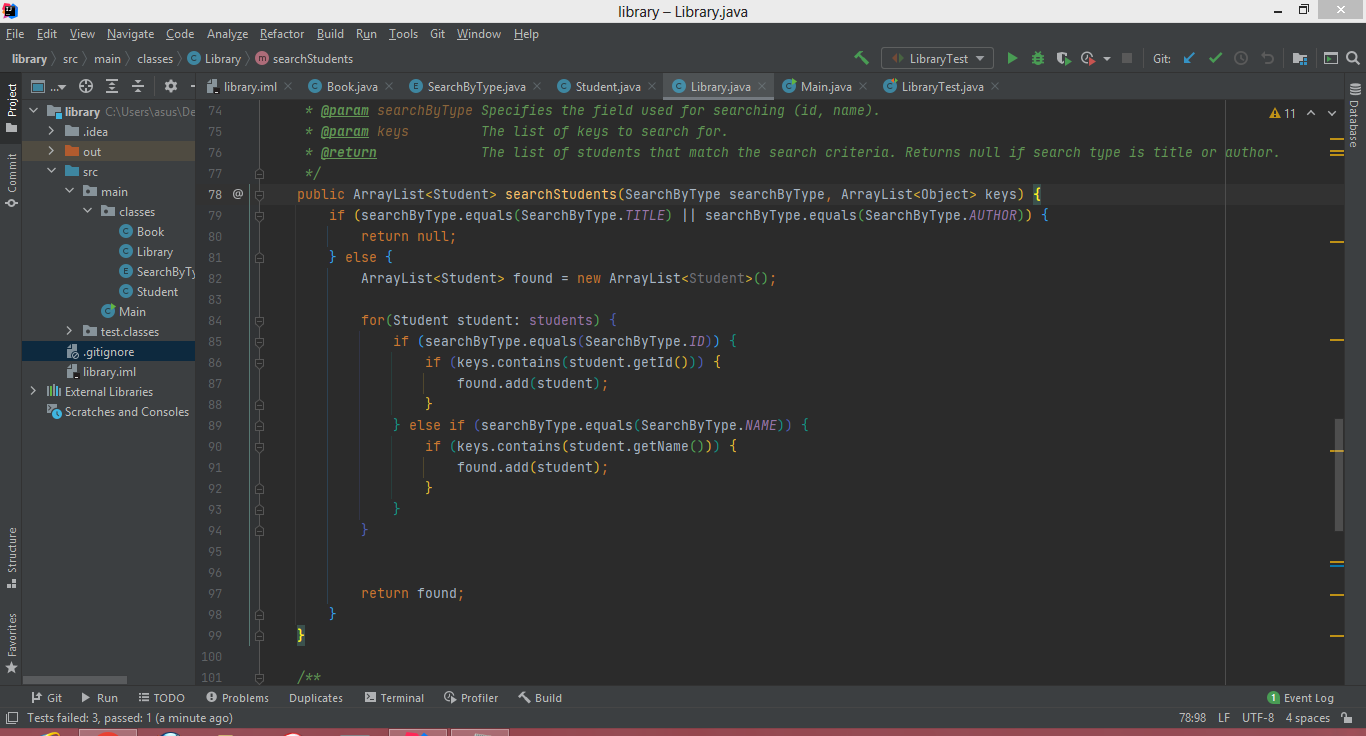 library – Library.java
File Edit View Navigate Code Analyze Refactor Build Run Tools Git Window Help
library src main classes Library searchStudents LibraryTest Git:
... library.iml Book.java SearchByType.java Student.java Library.java Main.java LibraryTest.java
Project
Commit
Structure
Favorites
library C:\Users\asus\De
.idea
out
src
main
classes
Book
Library
SearchByTy
Student
Main
test.classes
.gitignore
library.iml
External Libraries
Scratches and Consoles
11
Database
74 * @param searchByType Specifies the field used for searching (id, name).
75 * @param keys The list of keys to search for.
76 * @return The list of students that match the search criteria. Returns null if search type is title or author.
77 */
78 @ public ArrayList<Student> searchStudents(SearchByType searchByType, ArrayList<Object> keys) {
79 if (searchByType.equals(SearchByType.TITLE) || searchByType.equals(SearchByType.AUTHOR)) {
80 return null;
81 } else {
82 ArrayList<Student> found = new ArrayList<Student>();
83
84 for(Student student: students) {
85 if (searchByType.equals(SearchByType.ID)) {
86 if (keys.contains(student.getId())) {
87 found.add(student);
88 }
89 } else if (searchByType.equals(SearchByType.NAME)) {
90 if (keys.contains(student.getName())) {
91 found.add(student);
92 }
93 }
94 }
95
96
97 return found;
98 }
99 }
100
101 /**
Git Run TODO Problems Duplicates Terminal Profiler Build 1 Event Log
Tests failed: 3, passed: 1 (a minute ago) 78:98 LF UTF-8 4 spaces